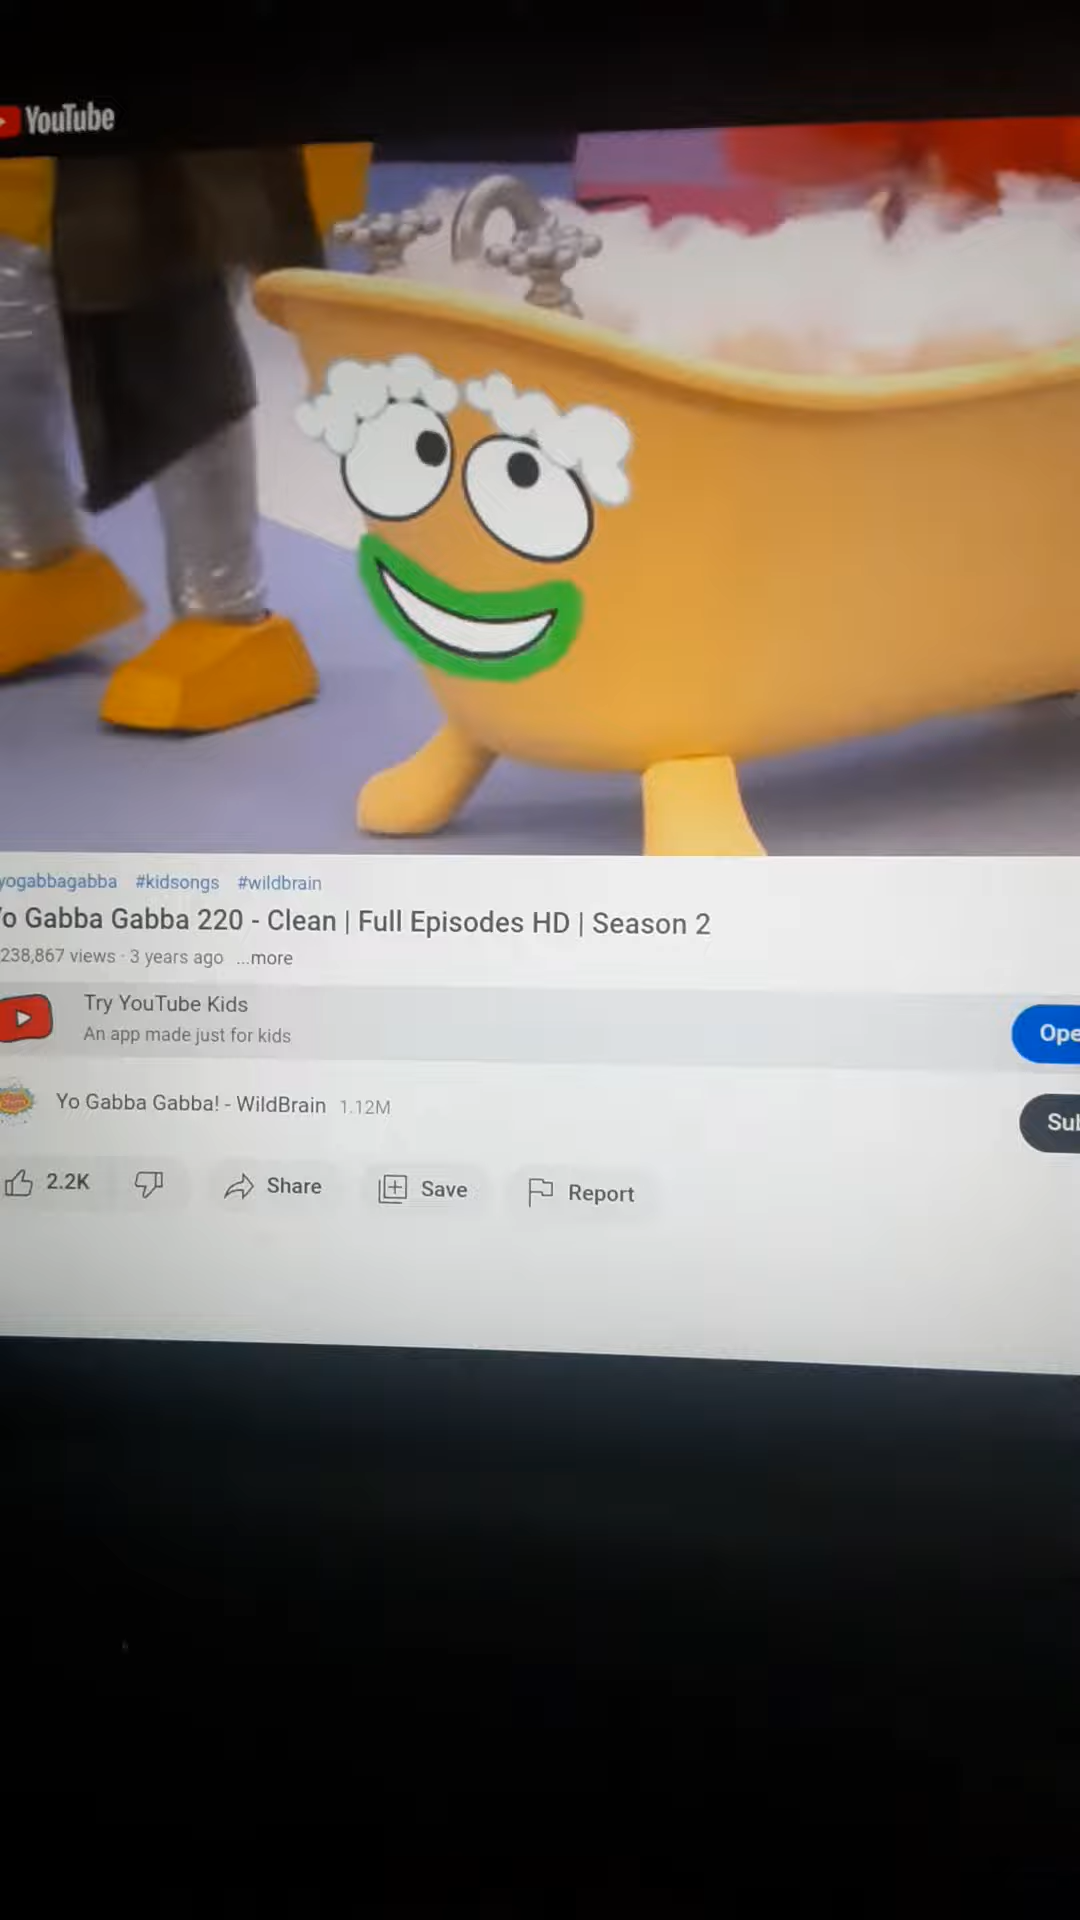 YouTube
yogabbagabba #kidsongs #wildbrain
o Gabba Gabba 220 - Clean | Full Episodes HD | Season 2
238,867 views · 3 years ago ...more
Try YouTube Kids
An app made just for kids
Ope
Yo Gabba Gabba! - WildBrain 1.12M
Sub
2.2K Share Save Report